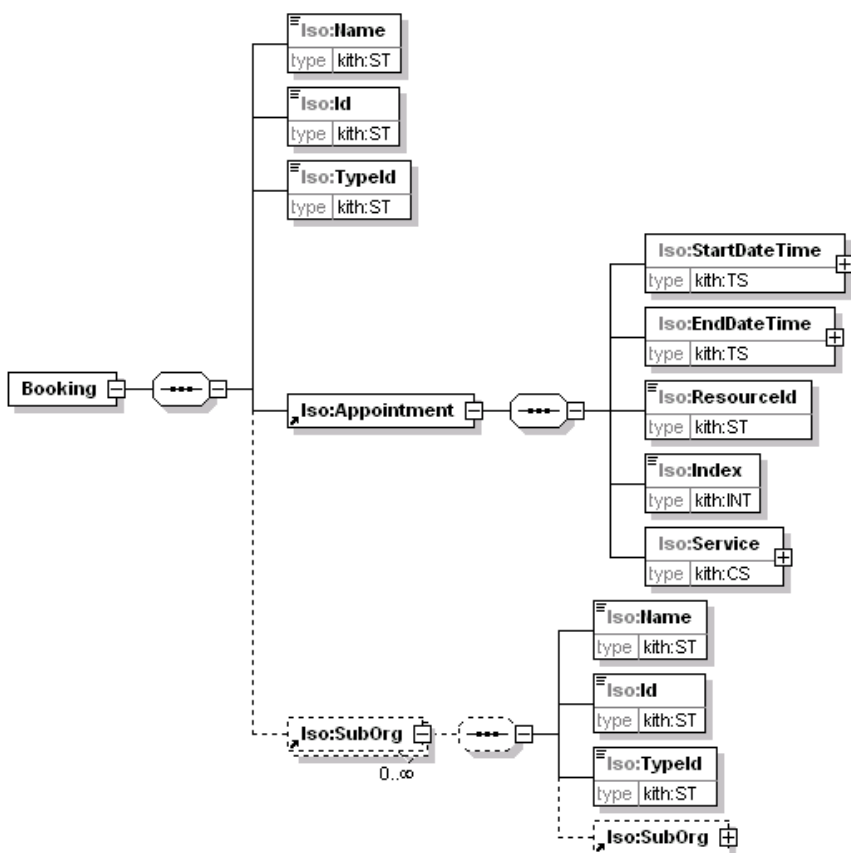 Iso:Name
type kith:ST
Iso:Id
type kith:ST
Iso:TypeId
type kith:ST
Iso:StartDateTime
type kith:TS
Iso:EndDateTime
type kith:TS
Booking
Iso:Appointment
Iso:ResourceId
type kith:ST
Iso:Index
type kith:INT
Iso:Service
type kith:CS
Iso:Name
type kith:ST
Iso:Id
type kith:ST
Iso:SubOrg
0..∞
Iso:TypeId
type kith:ST
Iso:SubOrg